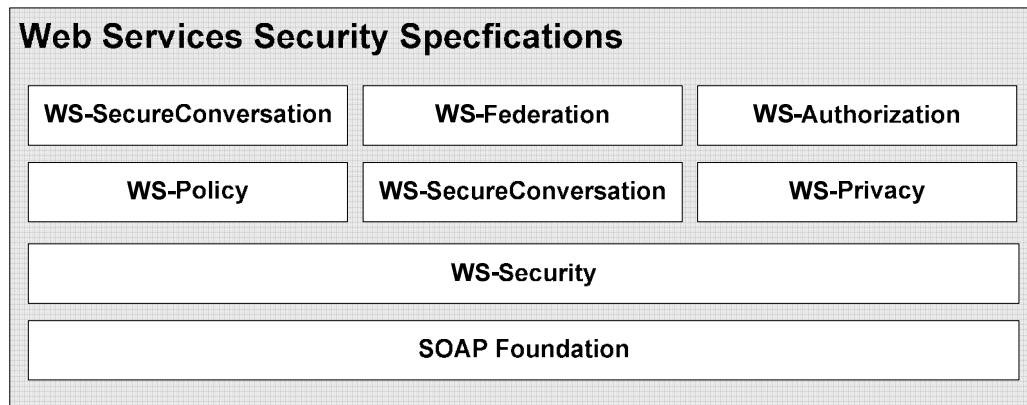 Web Services Security Specfications
WS-SecureConversation WS-Federation WS-Authorization
WS-Policy WS-SecureConversation WS-Privacy
WS-Security
SOAP Foundation